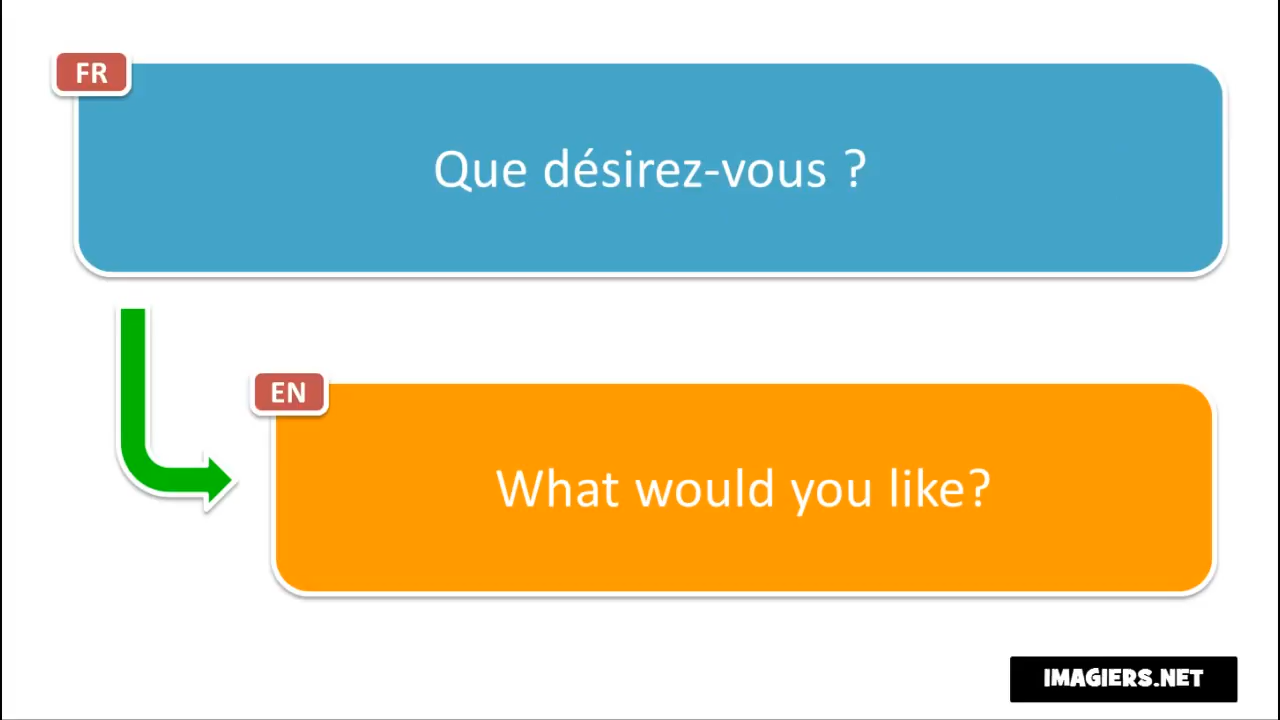 FR
Que désirez-vous ?
EN
What would you like?
IMAGIERS.NET